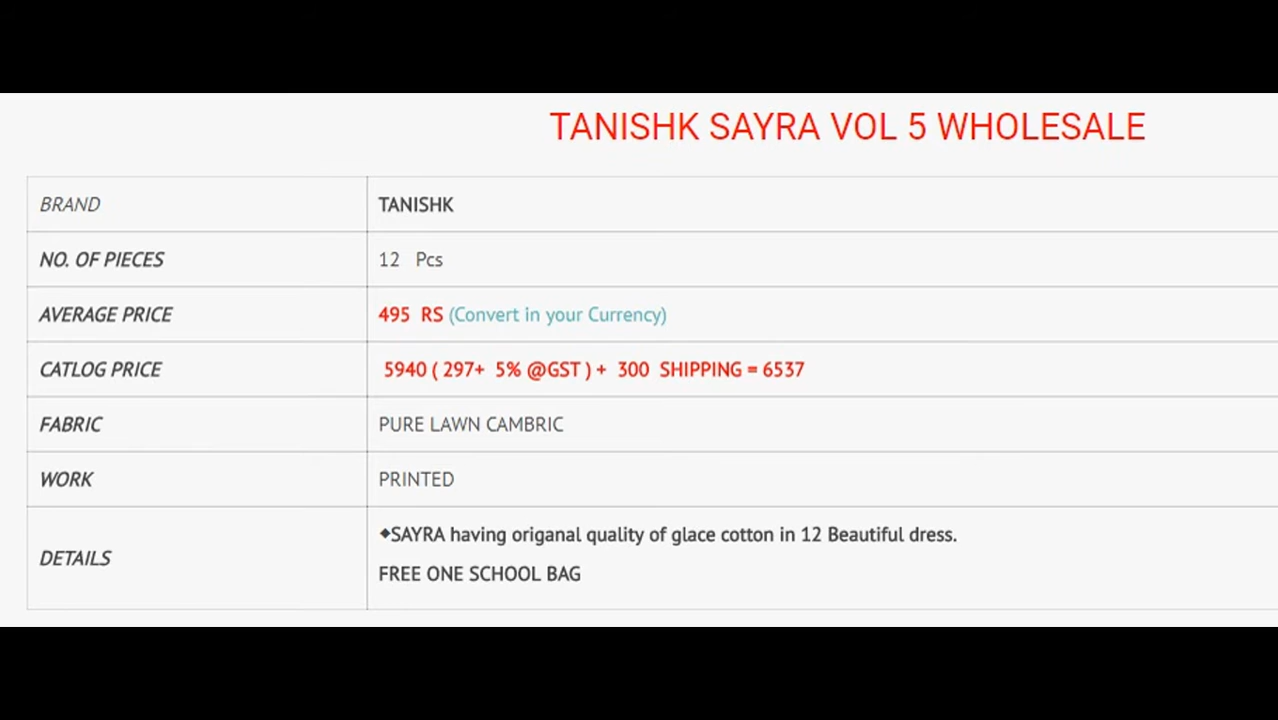 TANISHK SAYRA VOL 5 WHOLESALE
BRAND TANISHK
NO. OF PIECES 12 Pcs
AVERAGE PRICE 495 RS (Convert in your Currency)
CATLOG PRICE 5940 ( 297+ 5% @GST ) + 300 SHIPPING = 6537
FABRIC PURE LAWN CAMBRIC
WORK PRINTED
DETAILS ◆SAYRA having origanal quality of glace cotton in 12 Beautiful dress.
FREE ONE SCHOOL BAG